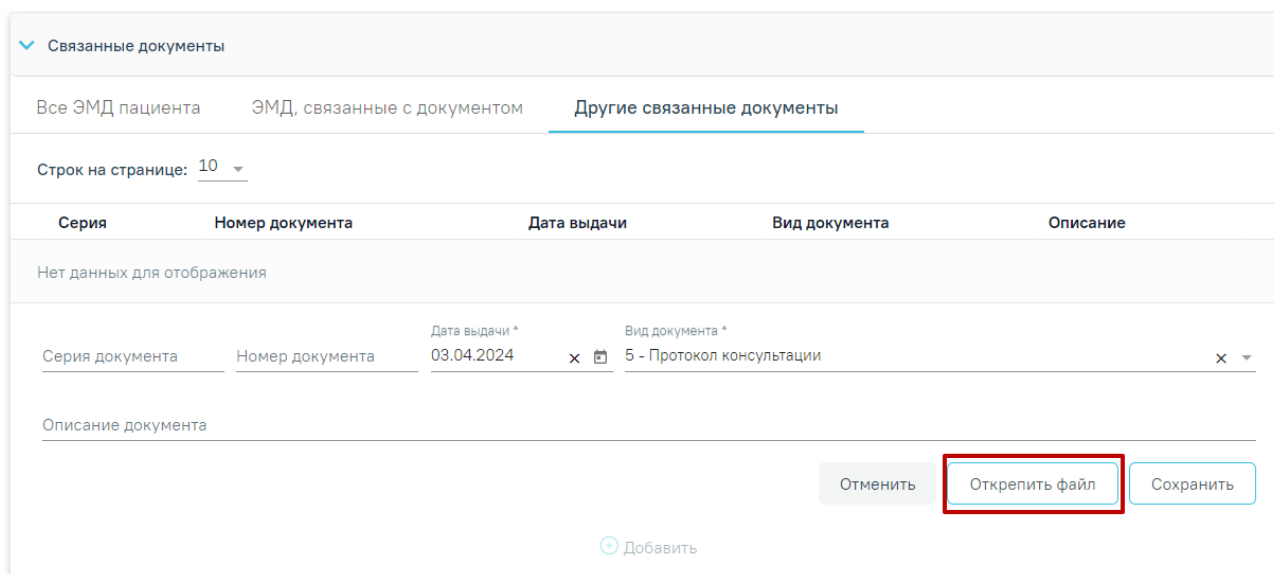 Связанные документы
Все ЭМД пациента ЭМД, связанные с документом Другие связанные документы
Строк на странице: 10
Серия Номер документа Дата выдачи Вид документа Описание
Нет данных для отображения
Дата выдачи * Вид документа *
Серия документа Номер документа 03.04.2024 5 - Протокол консультации
Описание документа
Отменить Открепить файл Сохранить
Добавить